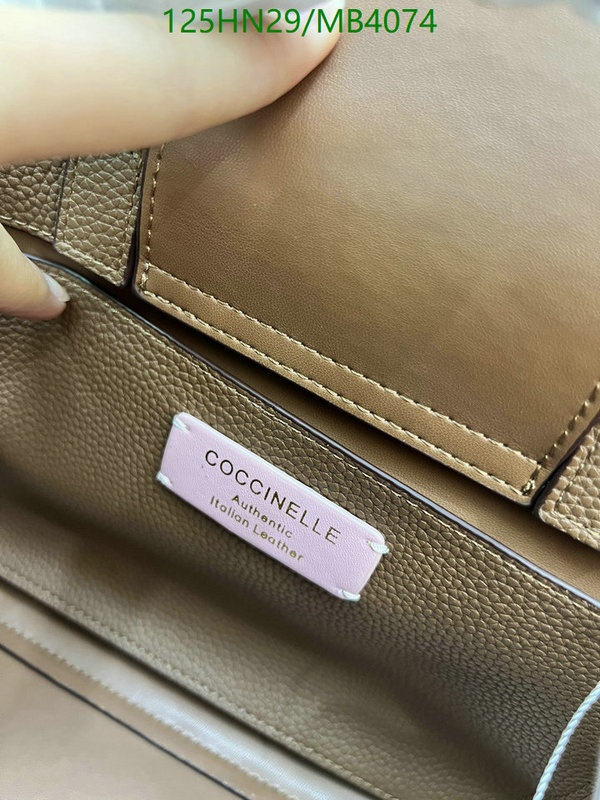 125HN29/MB4074
COCCINELLE
Authentic
Italian Leather